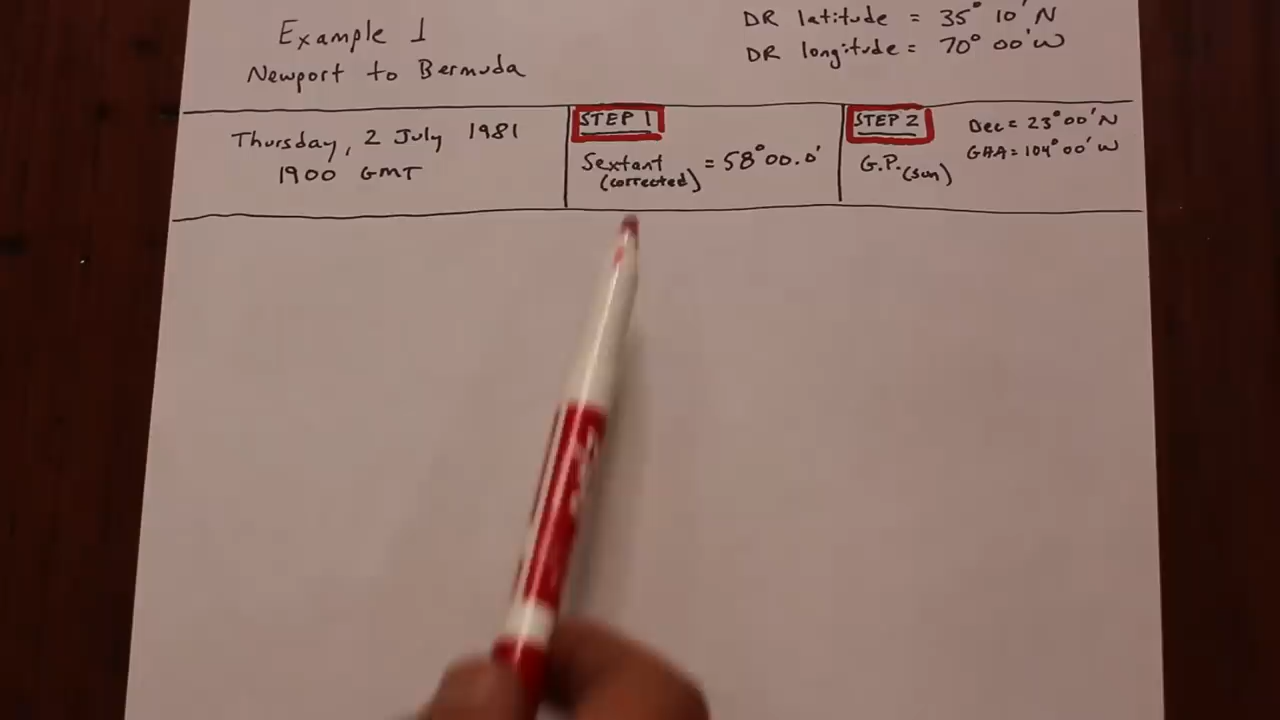 Example 1
Newport to Bermuda
DR latitude = 35° 10' N
DR longitude = 70° 00' W
Thursday, 2 July 1981
1900 GMT
STEP 1
Sextant = 58° 00.0'
(corrected)
STEP 2
Dec = 23° 00' N
GHA = 104° 00' W
G.P. (sun)